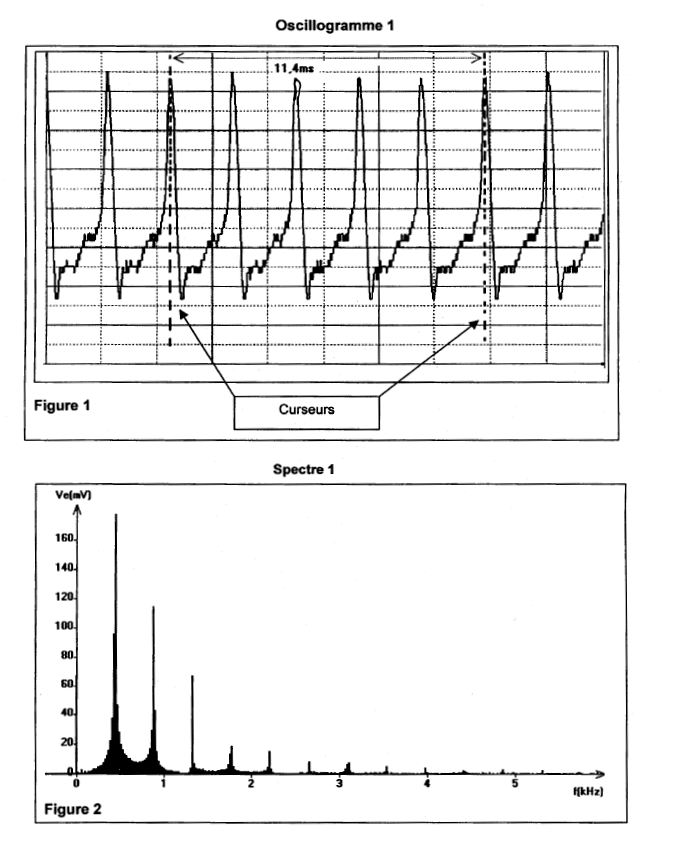 Oscillogramme 1
11,4ms
Curseurs
Figure 1
Spectre 1
Ve(mV)
160
140
120
100
80
60
40
20
0
0 1 2 3 4 5
f(kHz)
Figure 2